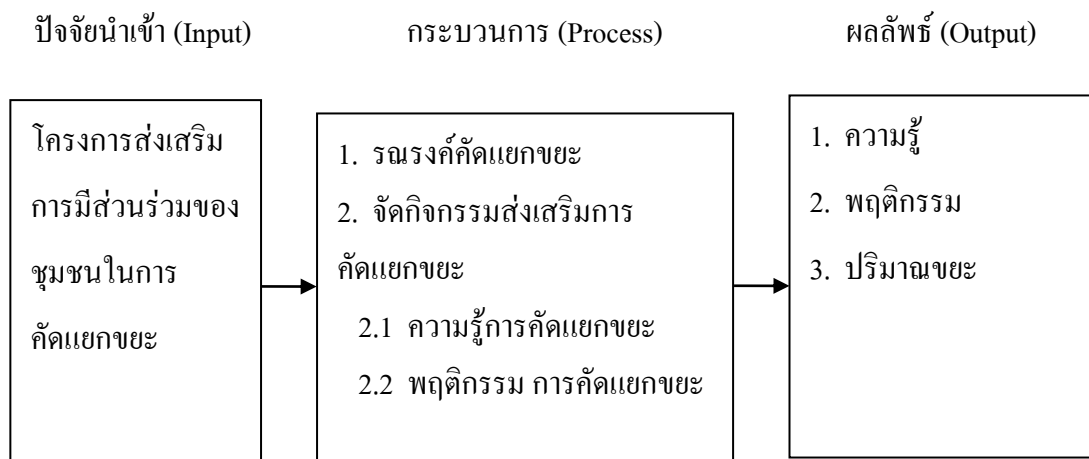 ปัจจัยนำเข้า (Input)
กระบวนการ (Process)
ผลลัพธ์ (Output)
โครงการส่งเสริม
การมีส่วนร่วมของ
ชุมชนในการ
คัดแยกขยะ
1. รณรงค์คัดแยกขยะ
2. จัดกิจกรรมส่งเสริมการ
คัดแยกขยะ
2.1 ความรู้การคัดแยกขยะ
2.2 พฤติกรรม การคัดแยกขยะ
1. ความรู้
2. พฤติกรรม
3. ปริมาณขยะ